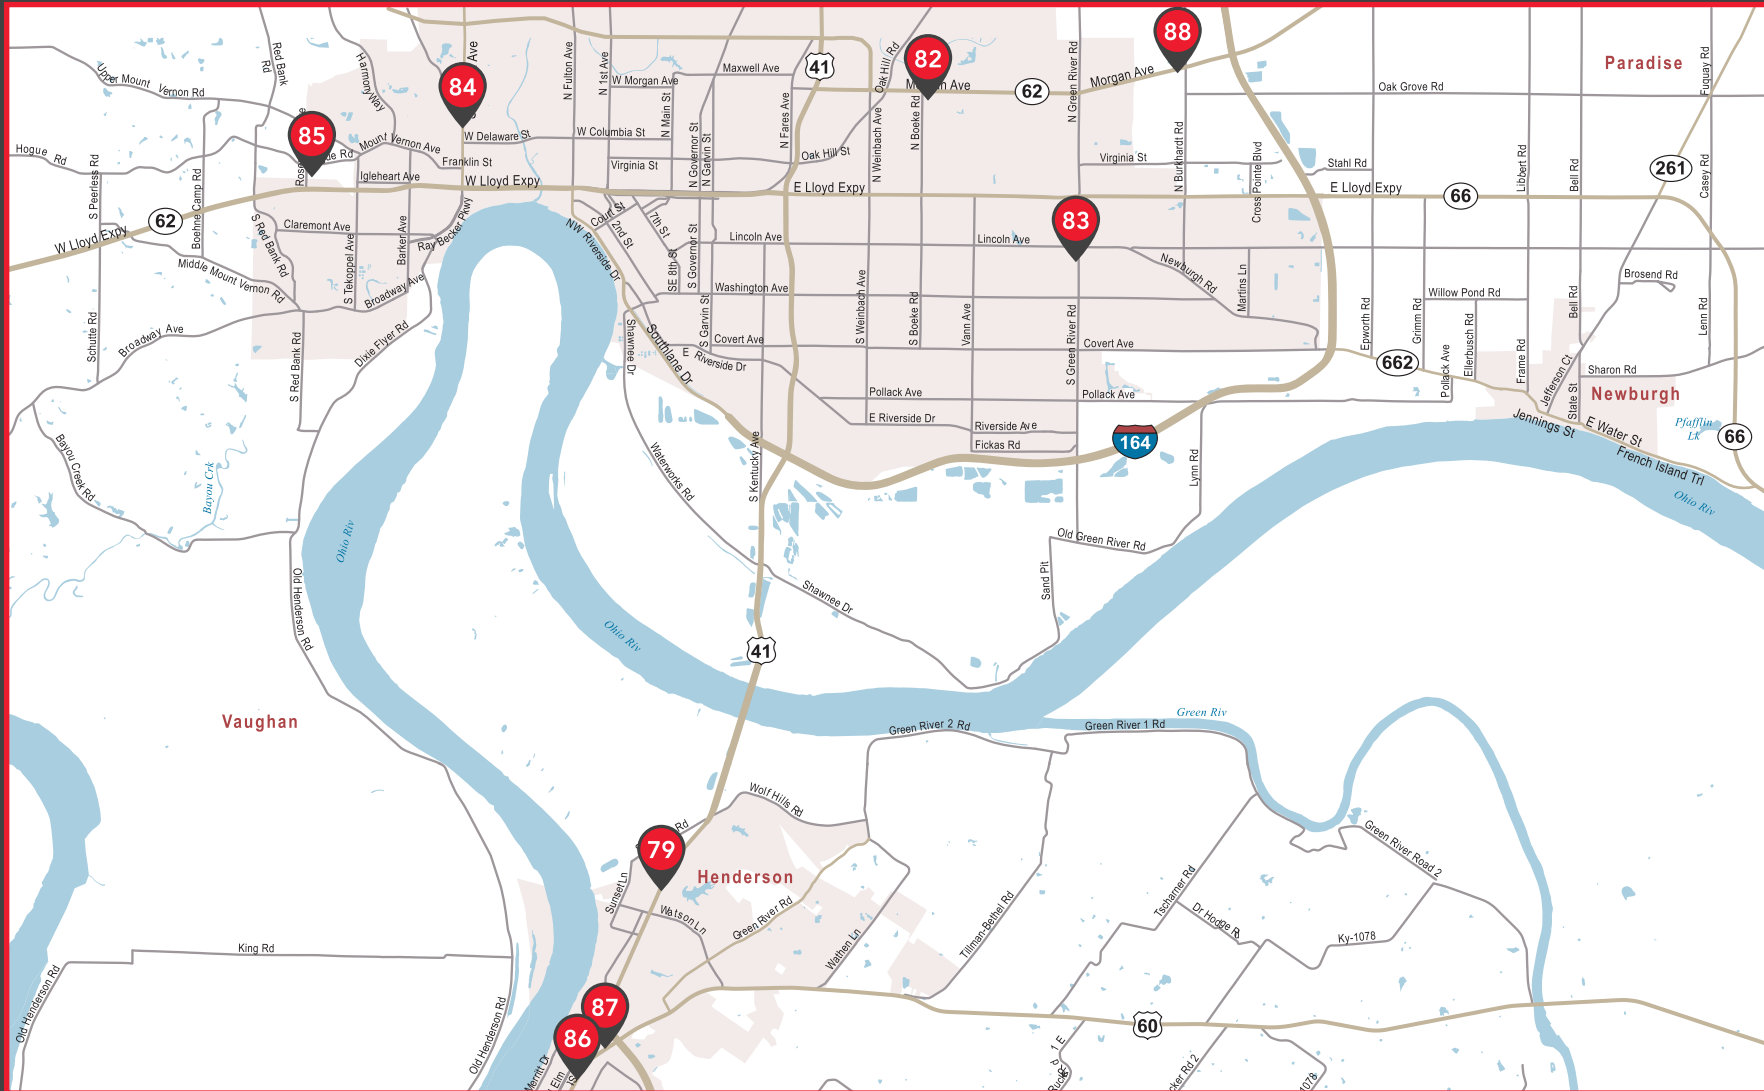 88
82
84
85
83
79
87
86
41
62
62
66
261
662
66
164
41
60
Paradise
Newburgh
Vaughan
Henderson
Upper Mount Vernon Rd
Red Bank Rd
Harmony Way
Ave
N Fulton Ave
N 1st Ave
W Morgan Ave
Maxwell Ave
Oak Hill Rd
Ave
N Green River Rd
Morgan Ave
Oak Grove Rd
Fuquay Rd
Hogue Rd
S Peerless Rd
Boehne Camp Rd
de Rd
Mount Vernon Ave
W Delaware St
Franklin St
Igleheart Ave
W Columbia St
Virginia St
N Main St
N Governor St
N Garvin St
N Fares Ave
Oak Hill St
N Weinbach Ave
N Boeke Rd
Virginia St
N Burkhardt Rd
Cross Pointe Blvd
Stahl Rd
Libbert Rd
Bell Rd
Casey Rd
W Lloyd Expy
W Lloyd Expy
E Lloyd Expy
E Lloyd Expy
S Red Bank Rd
Claremont Ave
S Tekoppel Ave
Barker Ave
Ray Becker Pkwy
Middle Mount Vernon Rd
Broadway Ave
Broadway Ave
Schutte Rd
S Red Bank Rd
Dixie Flyer Rd
NW Riverside Dr
Court St
2nd St
7th St
SE 8th St
S Governor St
S Garvin St
Lincoln Ave
Lincoln Ave
Washington Ave
Newburgh Rd
Martins Ln
S Weinbach Ave
S Boeke Rd
Vann Ave
S Green River Rd
Covert Ave
Covert Ave
Shawnee Dr
Southlane Dr
E Riverside Dr
Pollack Ave
Pollack Ave
E Riverside Dr
Riverside Ave
Fickas Rd
Epworth Rd
Grimm Rd
Willow Pond Rd
Pollack Ave
Ellerbusch Rd
Frame Rd
Bell Rd
Brosend Rd
Lenn Rd
Jefferson Ct
State St
Sharon Rd
Jennings St
E Water St
French Island Trl
Pfafflin
Lk
Ohio Riv
Bayou Creek Rd
Bayou Crk
Ohio Riv
Old Henderson Rd
Waterworks Rd
S Kentucky Ave
Lynn Rd
Old Green River Rd
Sand Pit
Shawnee Dr
Ohio Riv
Green River 2 Rd
Green River 1 Rd
Green Riv
Wolf Hills Rd
Rd
Sunset Ln
Watson Ln
Green River Rd
Wathen Ln
Tillman-Bethel Rd
Tscharner Rd
Dr Hodge R
Ky-1078
Green River Road 2
King Rd
Old Henderson Rd
Old Henderson Rd
Merritt Dr
Elm